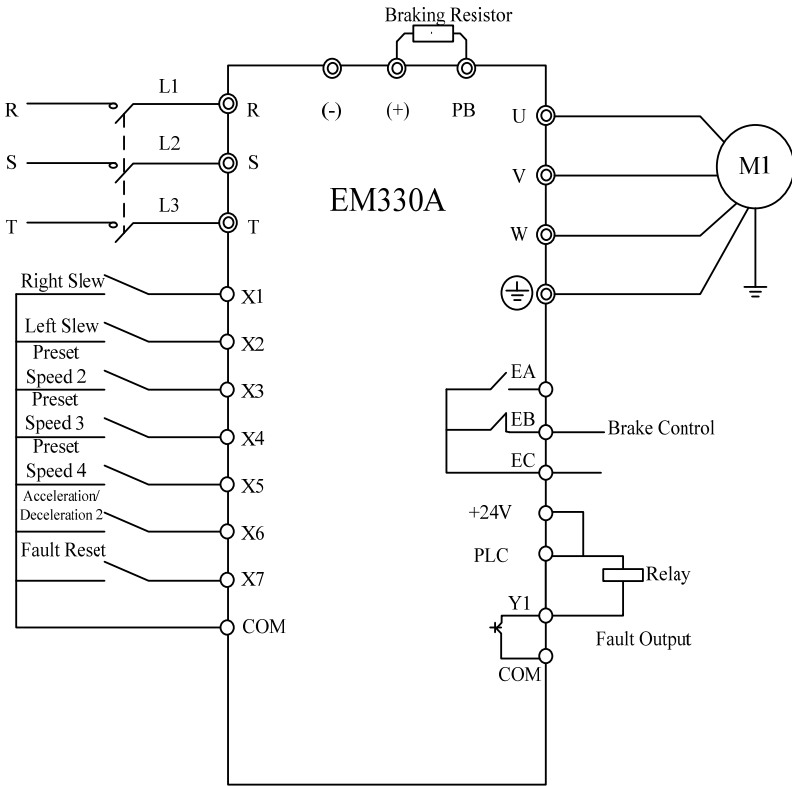 Braking Resistor
(-)
(+)
PB
R
L1
R
S
L2
S
T
L3
T
EM330A
U
V
W
M1
Right Slew
X1
Left Slew
X2
Preset
Speed 2
X3
Preset
Speed 3
X4
Preset
Speed 4
X5
Acceleration/
Deceleration 2
X6
Fault Reset
X7
COM
EA
EB
Brake Control
EC
+24V
PLC
Relay
Y1
Fault Output
COM